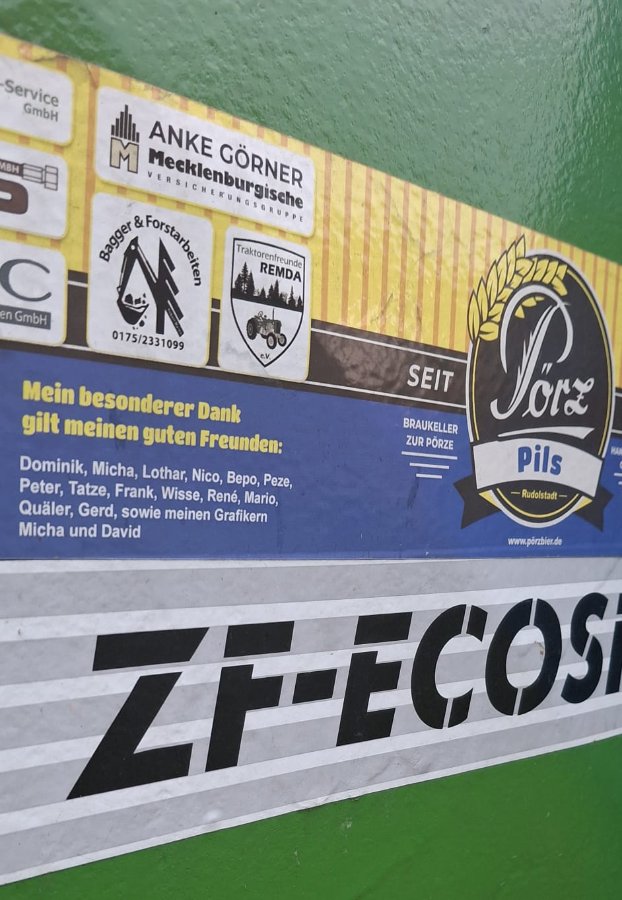 -Service
GmbH
ANKE GÖRNER
Mecklenburgische
VERSICHERUNGSGRUPPE
MBH
C
en GmbH
Bagger & Forstarbeiten
0175/2331099
Traktorenfreunde
REMDA
e.V.
SEIT
Mein besonderer Dank
gilt meinen guten Freunden:
Dominik, Micha, Lothar, Nico, Bepo, Peze,
Peter, Tatze, Frank, Wisse, René, Mario,
Quäler, Gerd, sowie meinen Grafikern
Micha und David
BRAUKELLER
ZUR PÖRZE
Pörz
Pils
Rudolstadt
www.pörzbier.de
ZF-ECOS